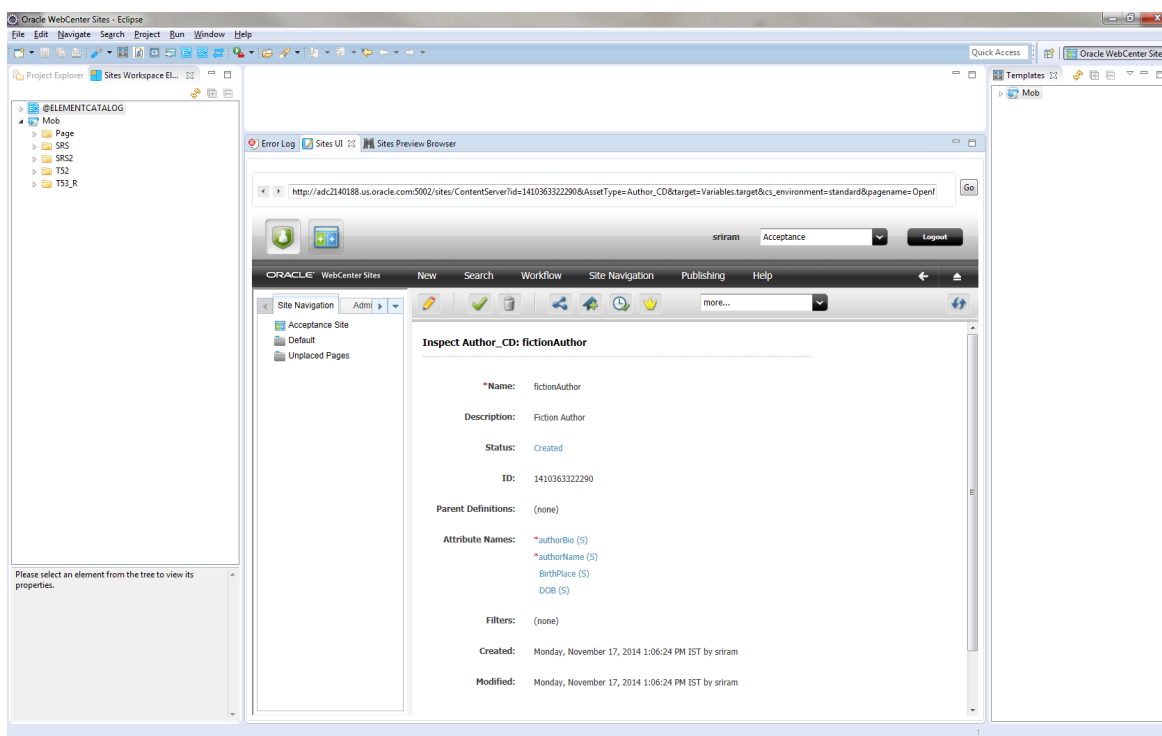 Oracle WebCenter Sites - Eclipse
File Edit Navigate Search Project Run Window Help
Quick Access
Oracle WebCenter Site
Project Explorer
Sites Workspace El...
Templates
@ELEMENTCATALOG
Mob
Mob
Page
SRS
SRS2
T52
T53_R
Error Log
Sites UI
Sites Preview Browser
http://adc2140188.us.oracle.com:5002/sites/ContentServer?id=1410363322290&AssetType=Author_CD&target=Variables.target&cs_environment=standard&pagename=OpenI
Go
sriram
Acceptance
Logout
ORACLE WebCenter Sites
New Search Workflow Site Navigation Publishing Help
Site Navigation
Admi
more...
Acceptance Site
Default
Unplaced Pages
Inspect Author_CD: fictionAuthor
*Name: fictionAuthor
Description: Fiction Author
Status: Created
ID: 1410363322290
Parent Definitions: (none)
Attribute Names: *authorBio (S)
*authorName (S)
BirthPlace (S)
DOB (S)
Filters: (none)
Created: Monday, November 17, 2014 1:06:24 PM IST by sriram
Modified: Monday, November 17, 2014 1:06:24 PM IST by sriram
Please select an element from the tree to view its
properties.